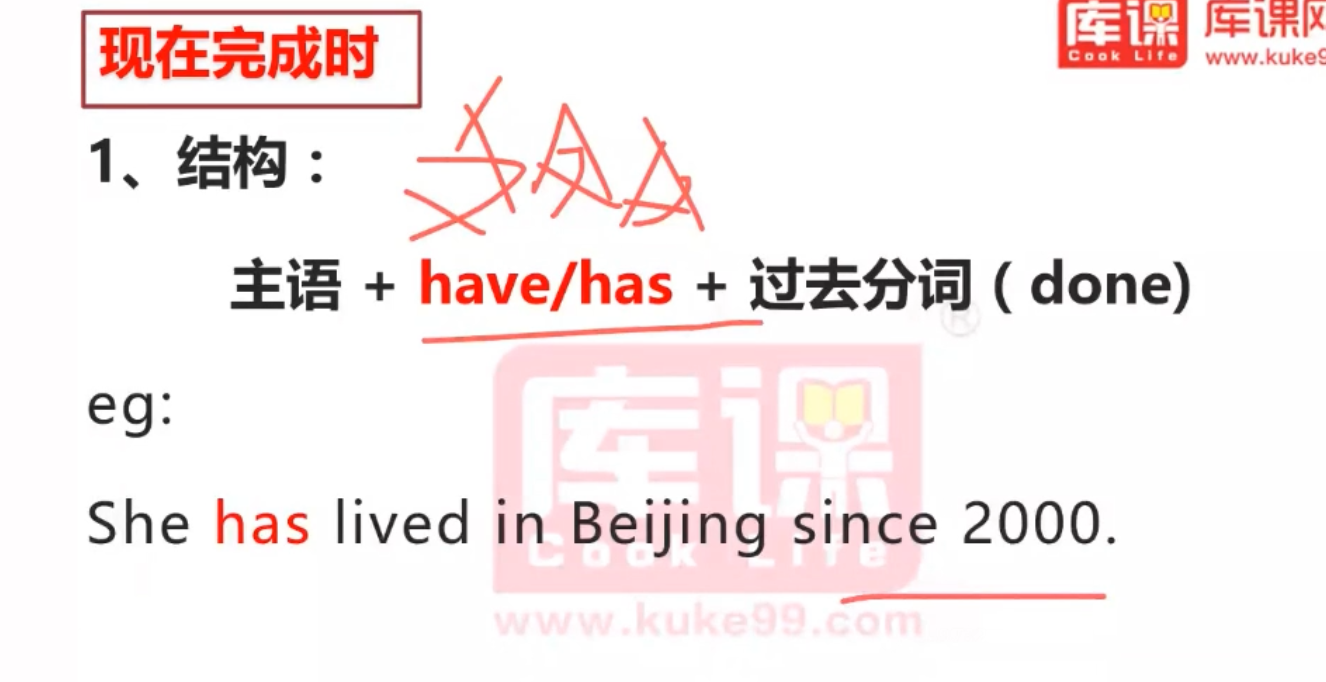 现在完成时
库课 库课网
Cook Life www.kuke9
1、结构：
主语 + have/has + 过去分词（done)
®
eg:
库课
She has lived in Beijing since 2000.
Cook Life
www.kuke99.com